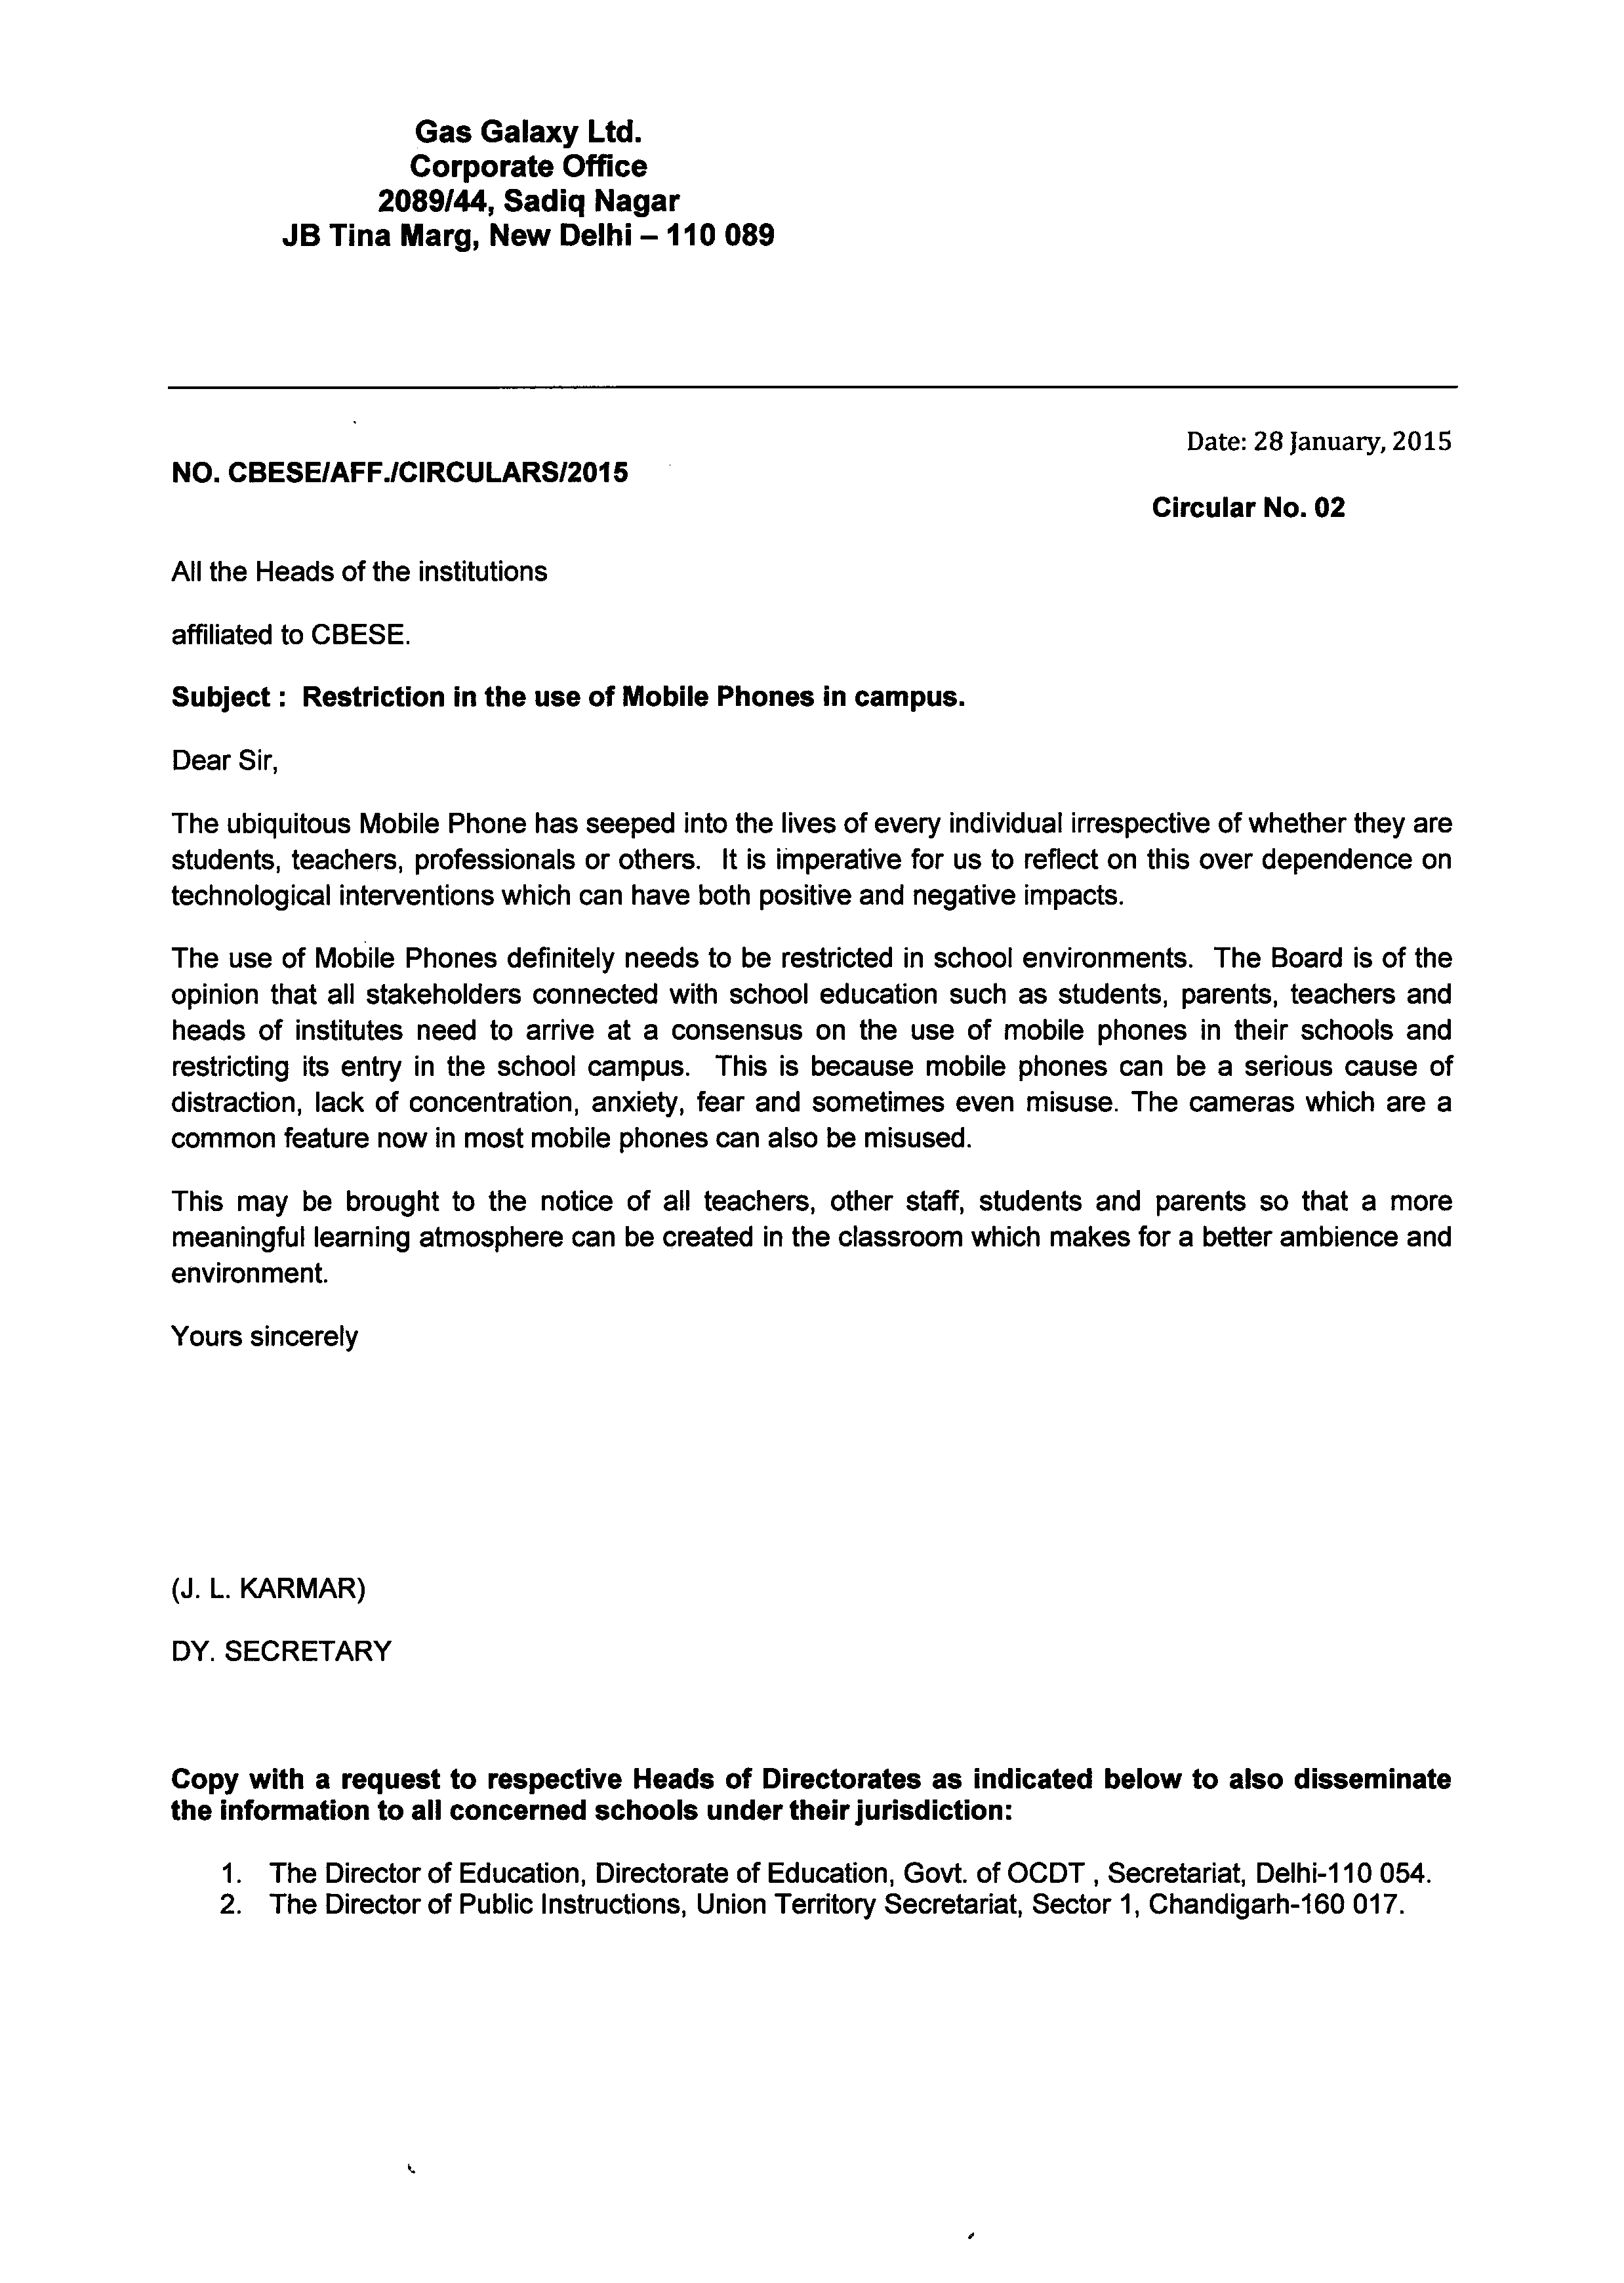 Gas Galaxy Ltd.
Corporate Office
2089/44, Sadiq Nagar
JB Tina Marg, New Delhi – 110 089
Date: 28 January, 2015
NO. CBESE/AFF./CIRCULARS/2015
Circular No. 02
All the Heads of the institutions
affiliated to CBESE.
Subject : Restriction in the use of Mobile Phones in campus.
Dear Sir,
The ubiquitous Mobile Phone has seeped into the lives of every individual irrespective of whether they are
students, teachers, professionals or others. It is imperative for us to reflect on this over dependence on
technological interventions which can have both positive and negative impacts.
The use of Mobile Phones definitely needs to be restricted in school environments. The Board is of the
opinion that all stakeholders connected with school education such as students, parents, teachers and
heads of institutes need to arrive at a consensus on the use of mobile phones in their schools and
restricting its entry in the school campus. This is because mobile phones can be a serious cause of
distraction, lack of concentration, anxiety, fear and sometimes even misuse. The cameras which are a
common feature now in most mobile phones can also be misused.
This may be brought to the notice of all teachers, other staff, students and parents so that a more
meaningful learning atmosphere can be created in the classroom which makes for a better ambience and
environment.
Yours sincerely
(J. L. KARMAR)
DY. SECRETARY
Copy with a request to respective Heads of Directorates as indicated below to also disseminate
the information to all concerned schools under their jurisdiction:
1. The Director of Education, Directorate of Education, Govt. of OCDT , Secretariat, Delhi-110 054.
2. The Director of Public Instructions, Union Territory Secretariat, Sector 1, Chandigarh-160 017.